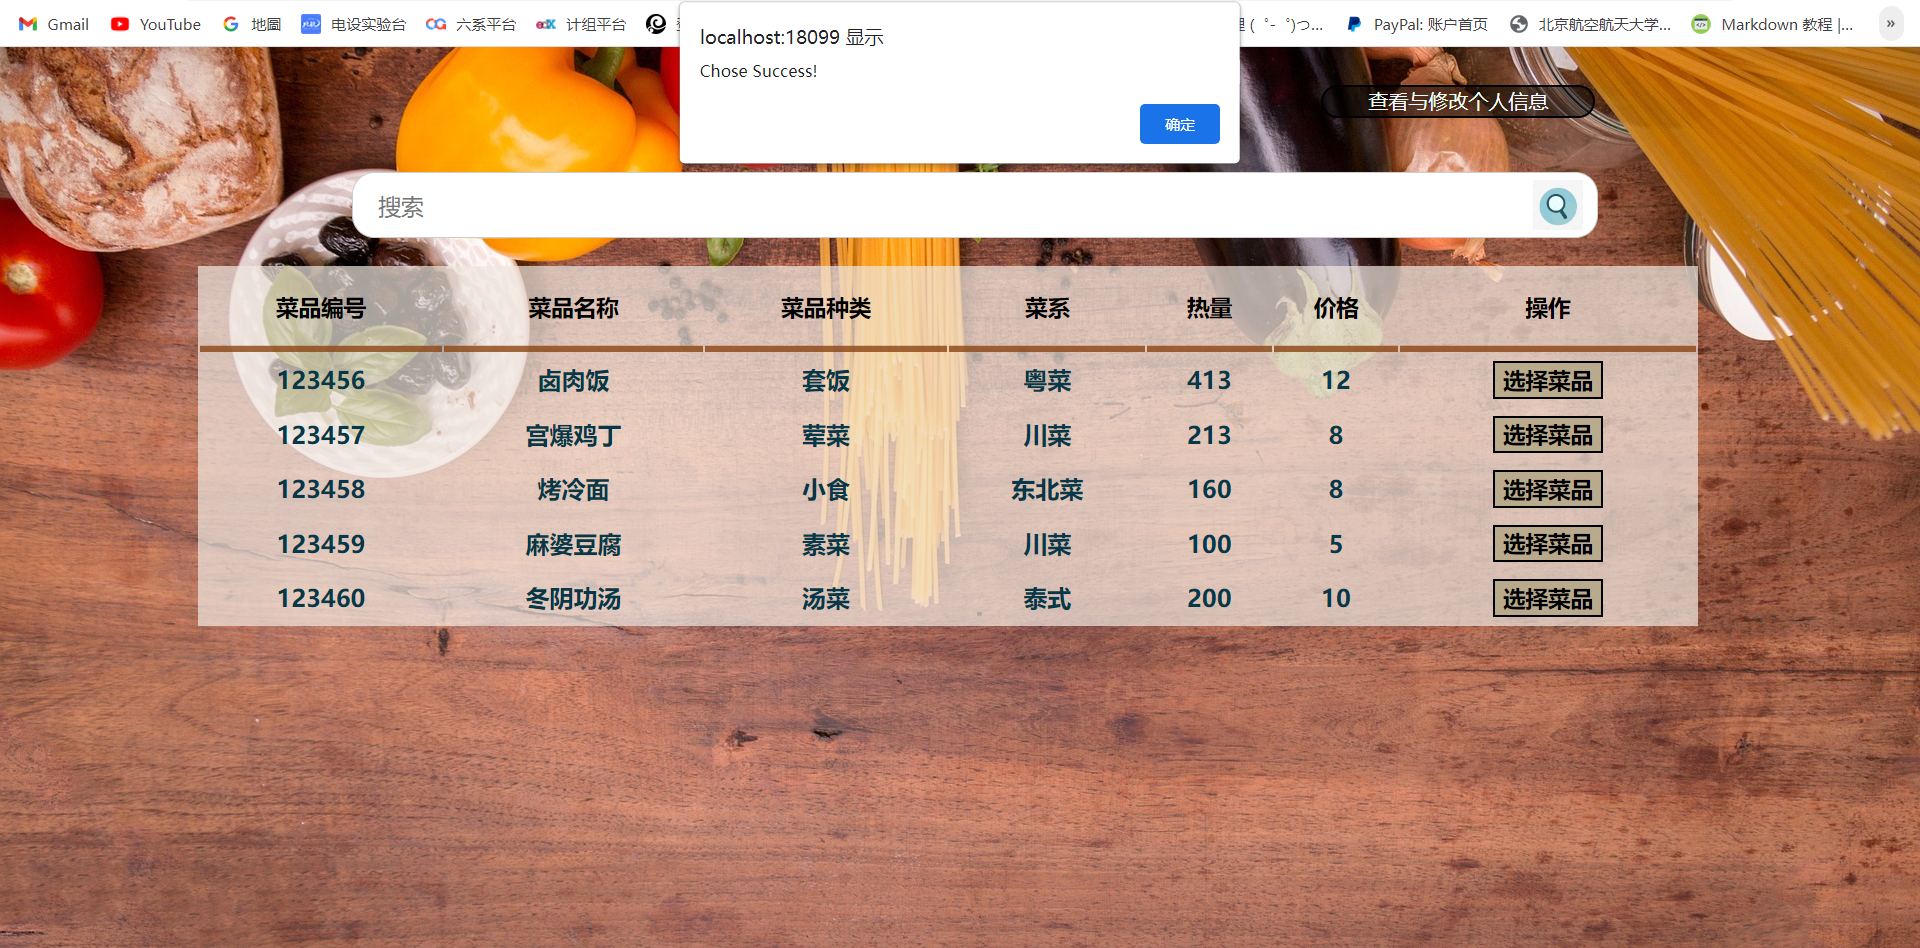 Gmail YouTube 地圖 电设实验台 六系平台 计组平台 PayPal: 账户首页 北京航空航天大学... Markdown 教程 |... »
localhost:18099 显示
Chose Success!
确定
查看与修改个人信息
搜索
菜品编号 菜品名称 菜品种类 菜系 热量 价格 操作
123456 卤肉饭 套饭 粤菜 413 12 选择菜品
123457 宫爆鸡丁 荤菜 川菜 213 8 选择菜品
123458 烤冷面 小食 东北菜 160 8 选择菜品
123459 麻婆豆腐 素菜 川菜 100 5 选择菜品
123460 冬阴功汤 汤菜 泰式 200 10 选择菜品